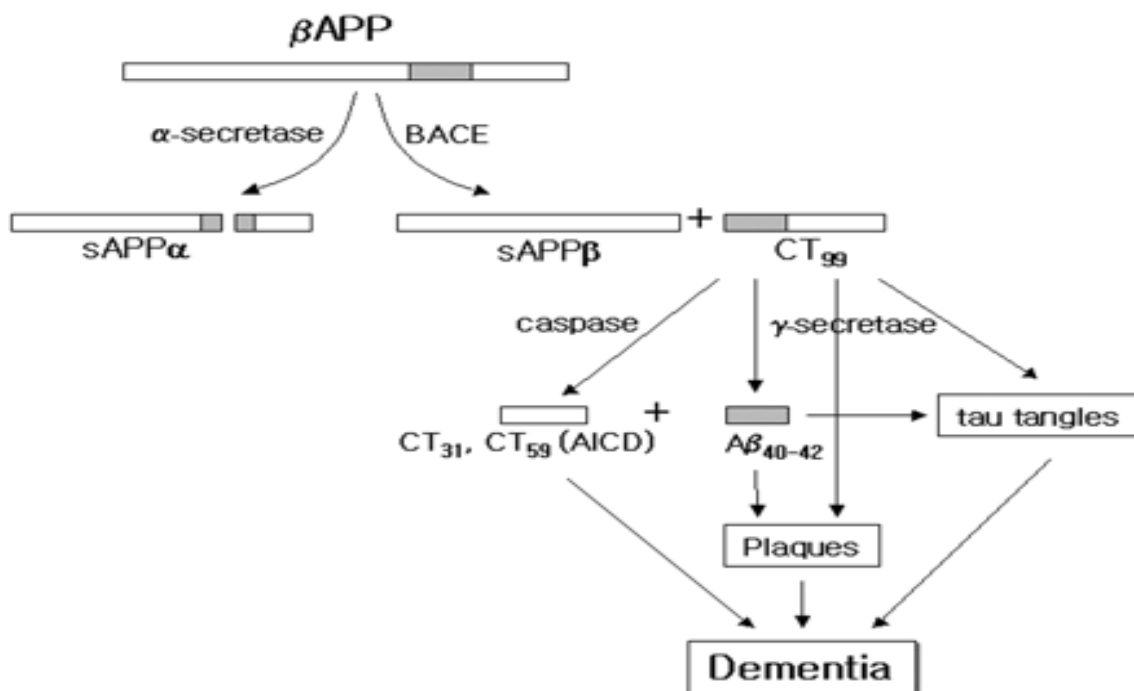 βAPP
α-secretase BACE
sAPPα sAPPβ + CT₉₉
caspase γ-secretase
CT₃₁, CT₅₉ (AICD) + Aβ₄₀₋₄₂ tau tangles
Plaques
Dementia